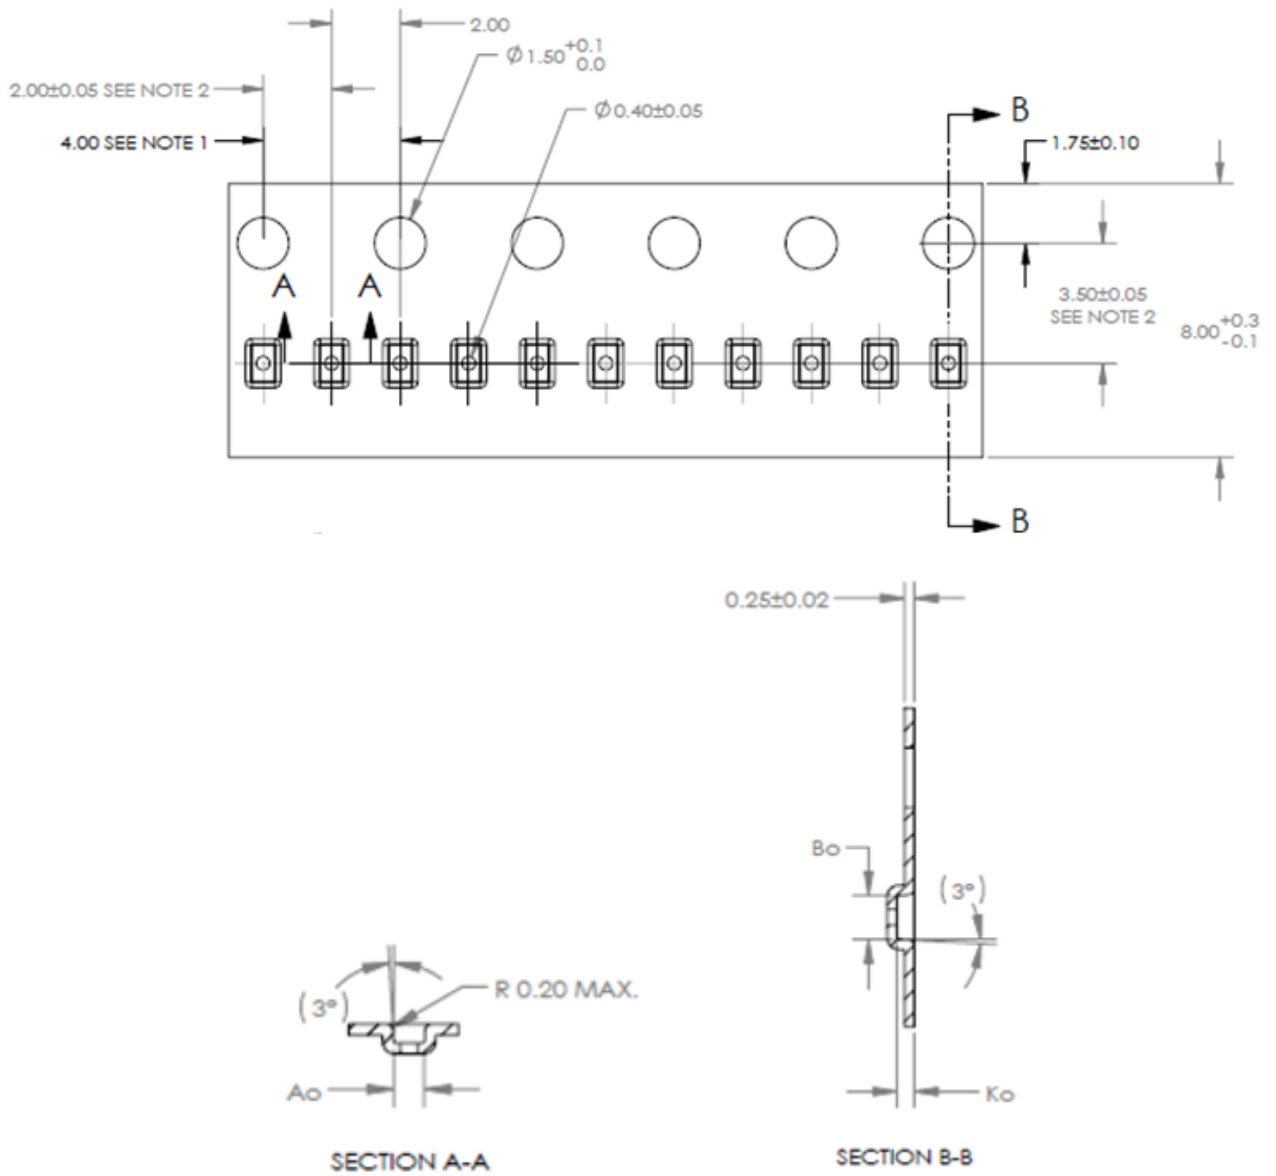 2.00
Ø1.50 +0.1
0.0
2.00±0.05 SEE NOTE 2
Ø0.40±0.05
B
4.00 SEE NOTE 1
1.75±0.10
A
A
3.50±0.05
SEE NOTE 2
8.00 +0.3
-0.1
B
0.25±0.02
Bo
(3°)
(3°)
R 0.20 MAX.
Ao
Ko
SECTION A-A
SECTION B-B